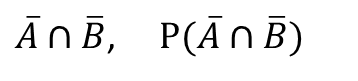 Ā ∩ B̄, P(Ā ∩ B̄)